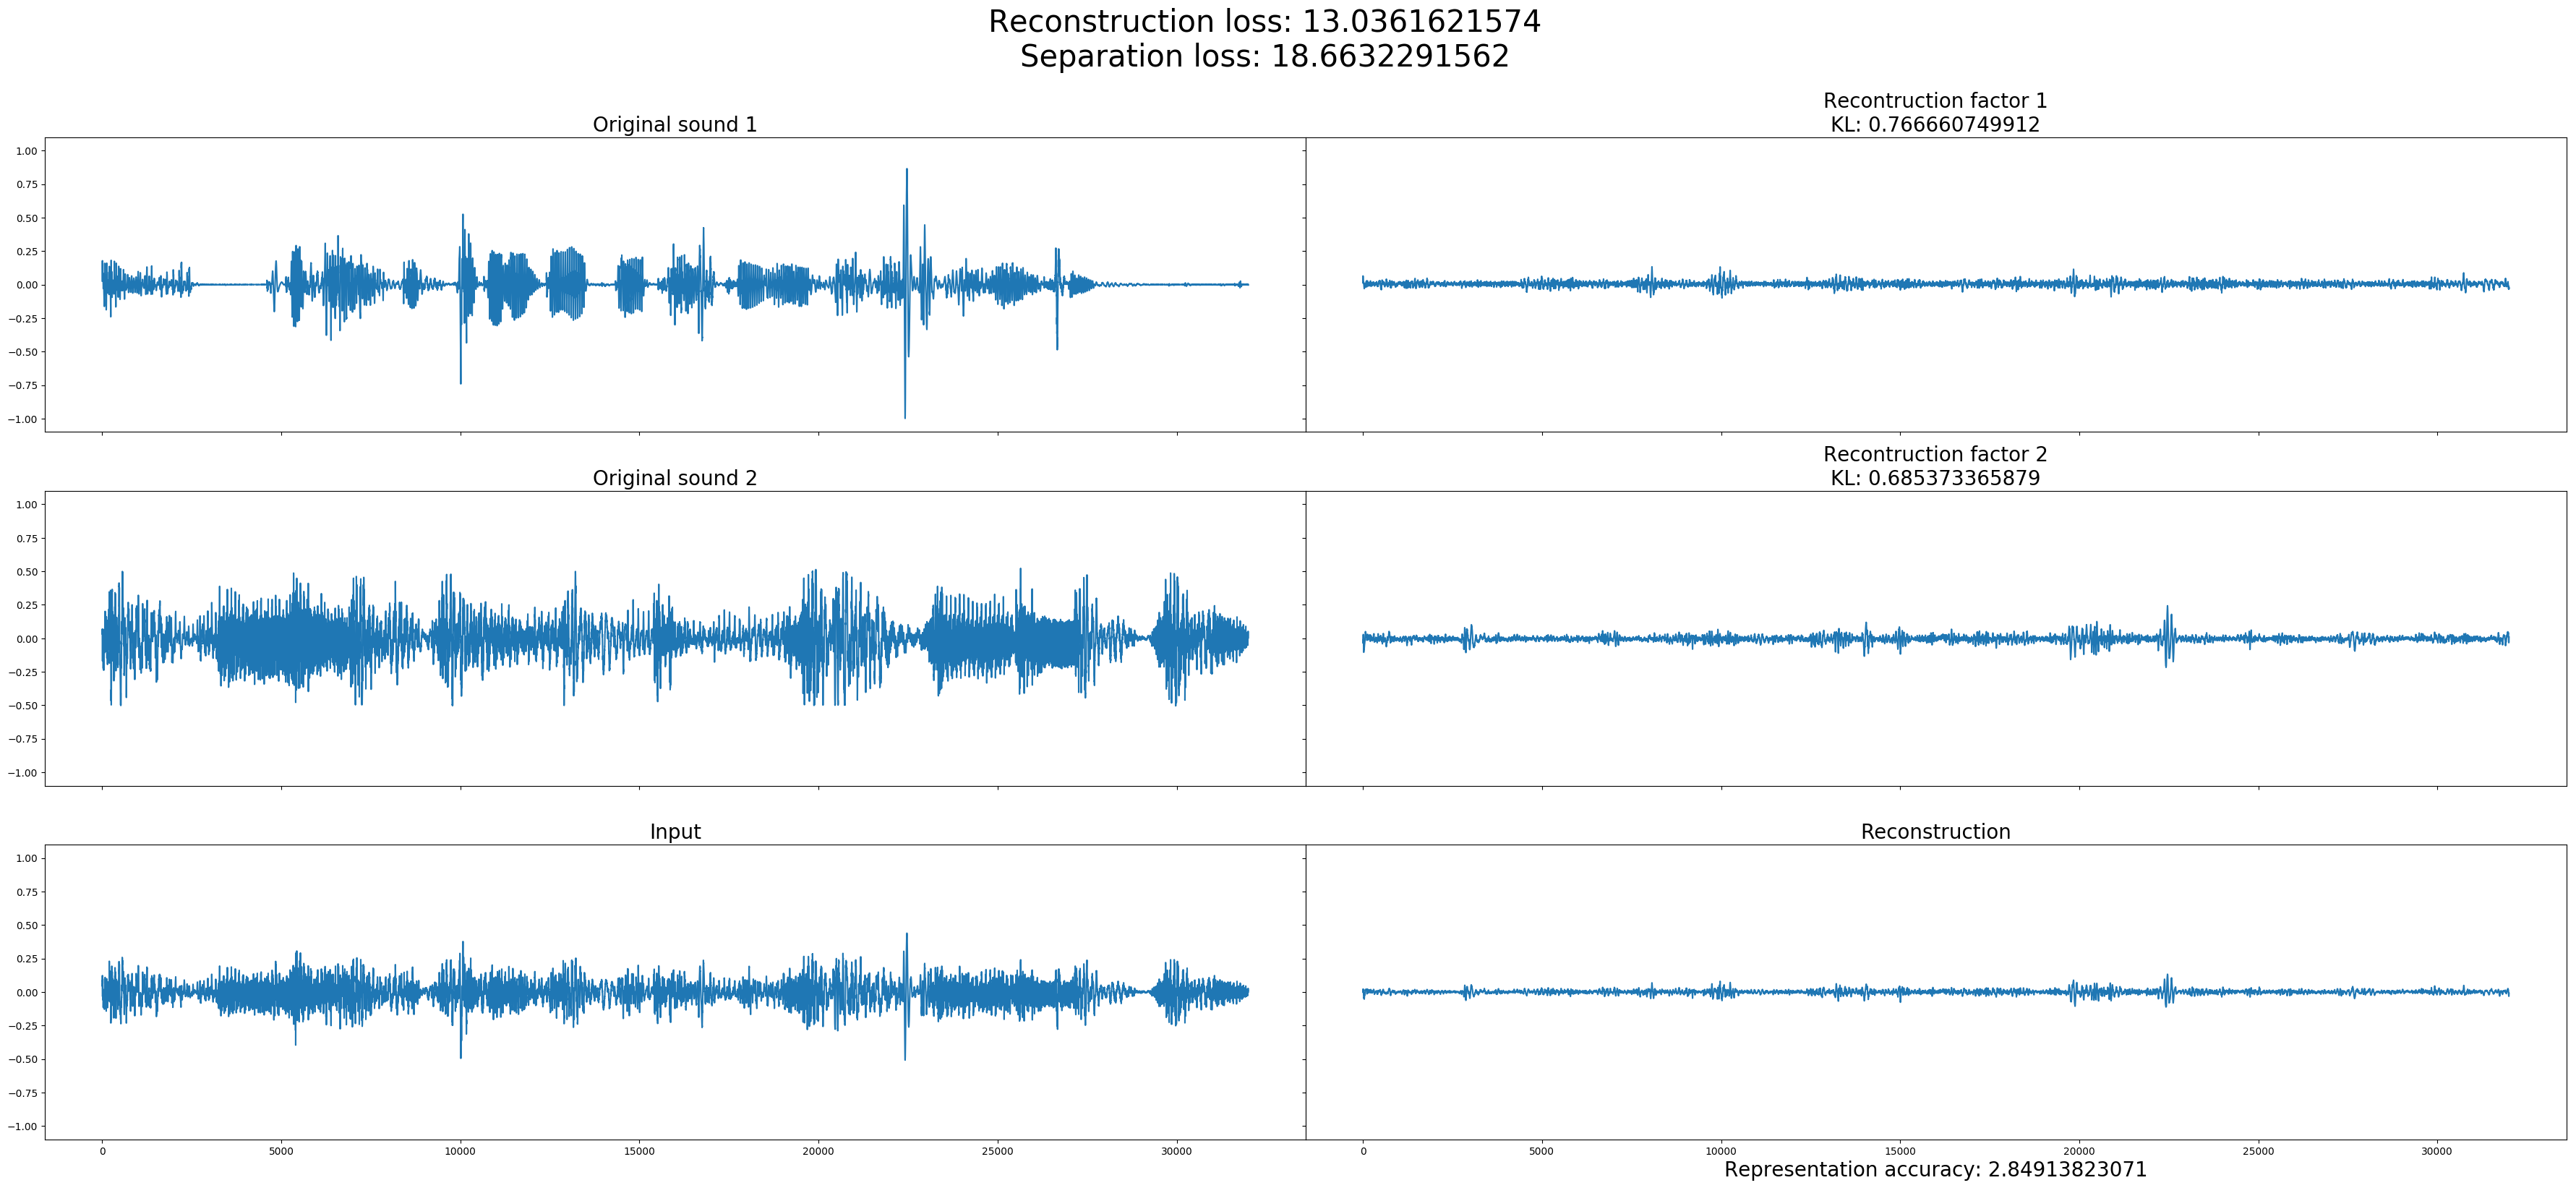 Reconstruction loss: 13.0361621574
Separation loss: 18.6632291562
Original sound 1
Recontruction factor 1
KL: 0.766660749912
1.00
0.75
0.50
0.25
0.00
−0.25
−0.50
−0.75
−1.00
Original sound 2
Recontruction factor 2
KL: 0.685373365879
1.00
0.75
0.50
0.25
0.00
−0.25
−0.50
−0.75
−1.00
Input
Reconstruction
1.00
0.75
0.50
0.25
0.00
−0.25
−0.50
−0.75
−1.00
0 5000 10000 15000 20000 25000 30000
0 5000 10000 15000 20000 25000 30000
Representation accuracy: 2.84913823071